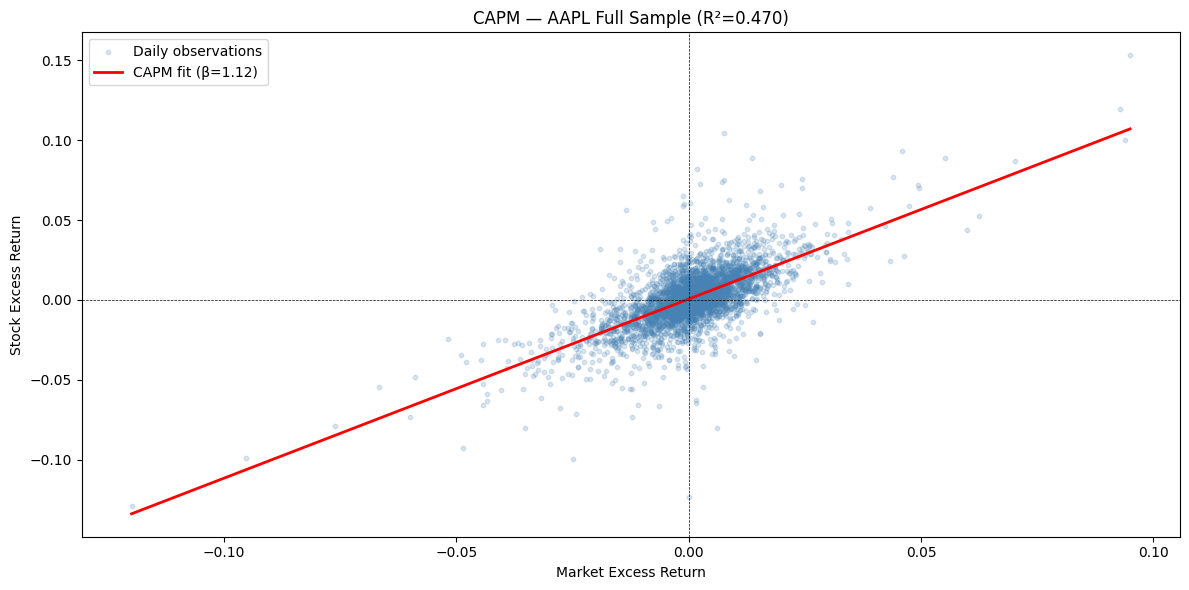 CAPM — AAPL Full Sample (R²=0.470)
Daily observations
CAPM fit (β=1.12)
0.15
0.10
0.05
0.00
−0.05
−0.10
Stock Excess Return
−0.10
−0.05
0.00
0.05
0.10
Market Excess Return